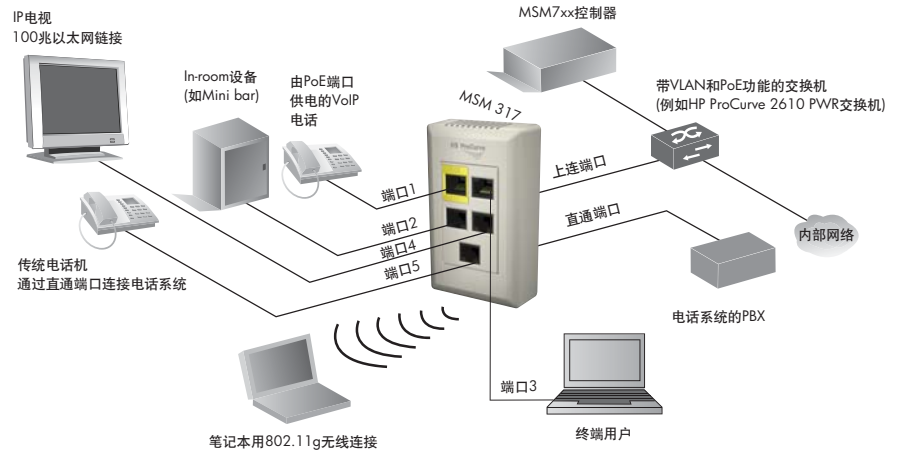 IP电视
100兆以太网链接
MSM7xx控制器
In-room设备
(如Mini bar)
由PoE端口
供电的VoIP
电话
MSM 317
带VLAN和PoE功能的交换机
(例如HP ProCurve 2610 PWR交换机)
ProCurve
端口1
上连端口
端口2
直通端口
端口4
内部网络
端口5
传统电话机
通过直通端口连接电话系统
电话系统的PBX
端口3
笔记本用802.11g无线连接
终端用户